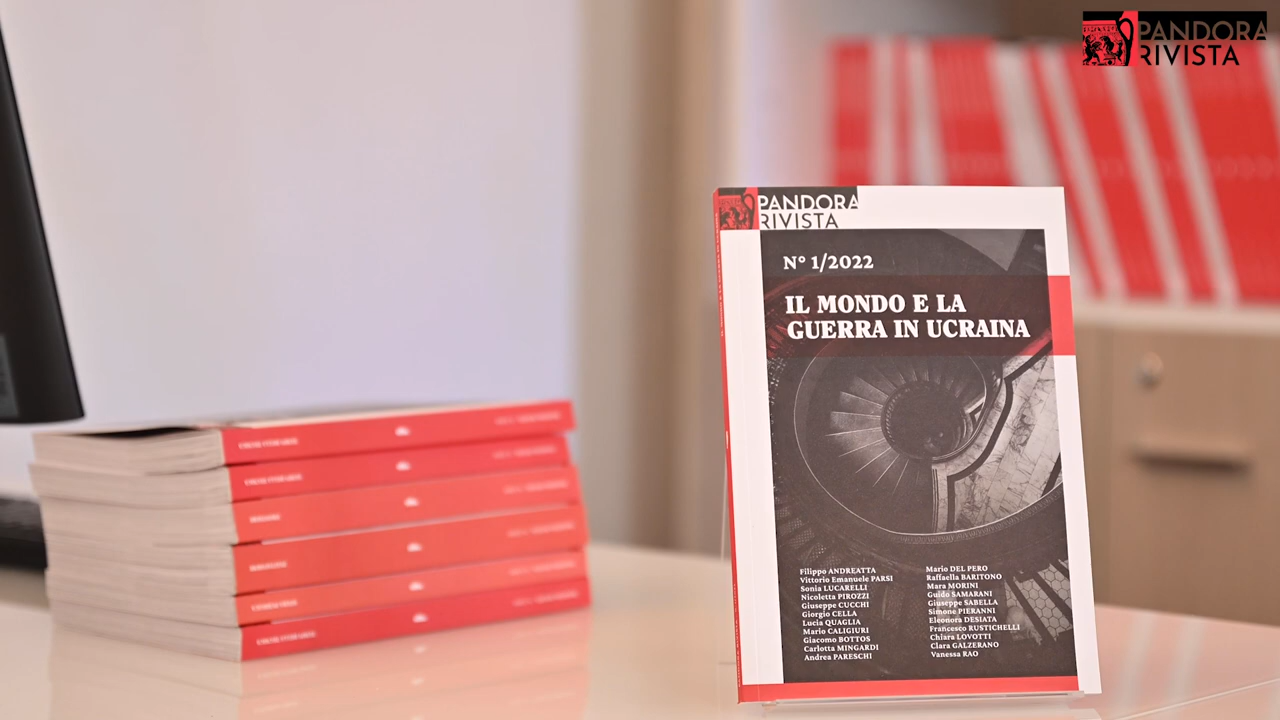 PANDORA
RIVISTA
PANDORA
RIVISTA
N° 1/2022
IL MONDO E LA
GUERRA IN UCRAINA
Filippo ANDREATTA
Vittorio Emanuele PARSI
Sonia LUCARELLI
Nicoletta PIROZZI
Giuseppe CUCCHI
Giorgio CELLA
Lucia QUAGLIA
Mario CALIGIURI
Giacomo BOTTOS
Carlotta MINGARDI
Andrea PARESCHI
Mario DEL PERO
Raffaella BARITONO
Mara MORINI
Guido SAMARANI
Giuseppe SABELLA
Simone PIERANNI
Eleonora DESIATA
Francesco RUSTICHELLI
Chiara LOVOTTI
Clara GALZERANO
Vanessa RAO